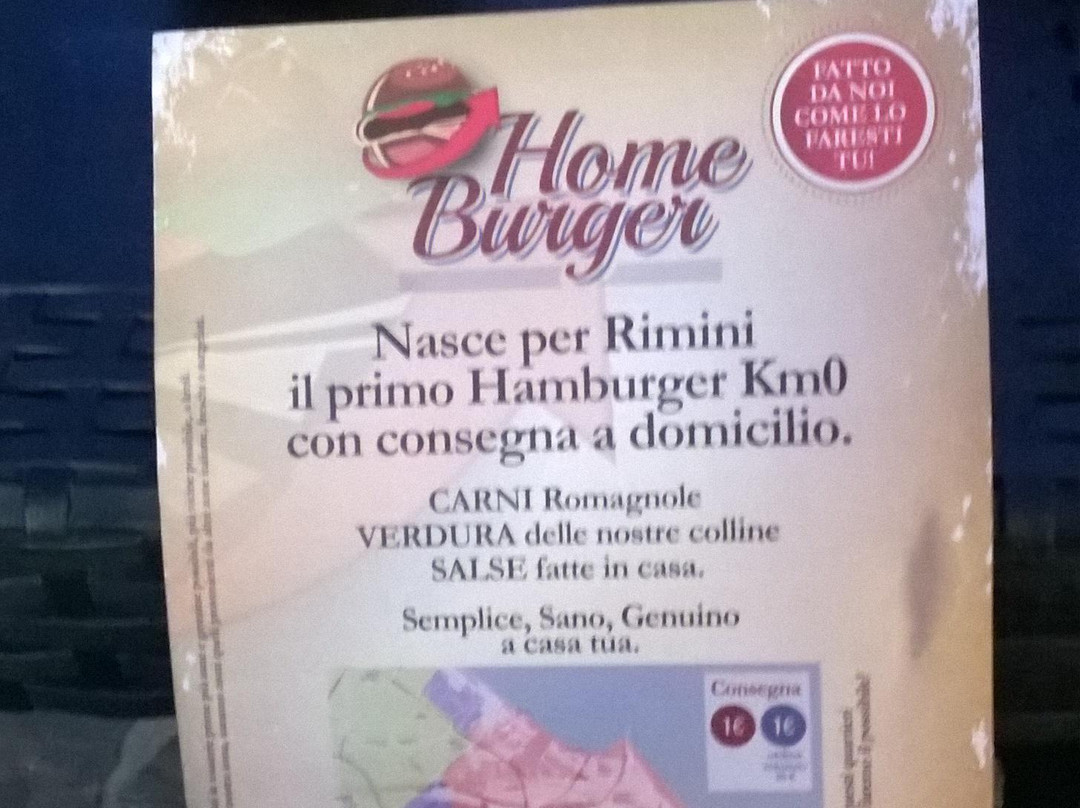 FATTO
DA NOI
COME LO
FARESTI
TU!
Home
Burger
Nasce per Rimini
il primo Hamburger Km0
con consegna a domicilio.
CARNI Romagnole
VERDURA delle nostre colline
SALSE fatte in casa.
Semplice, Sano, Genuino
a casa tua.
Consegna
1€ 1€